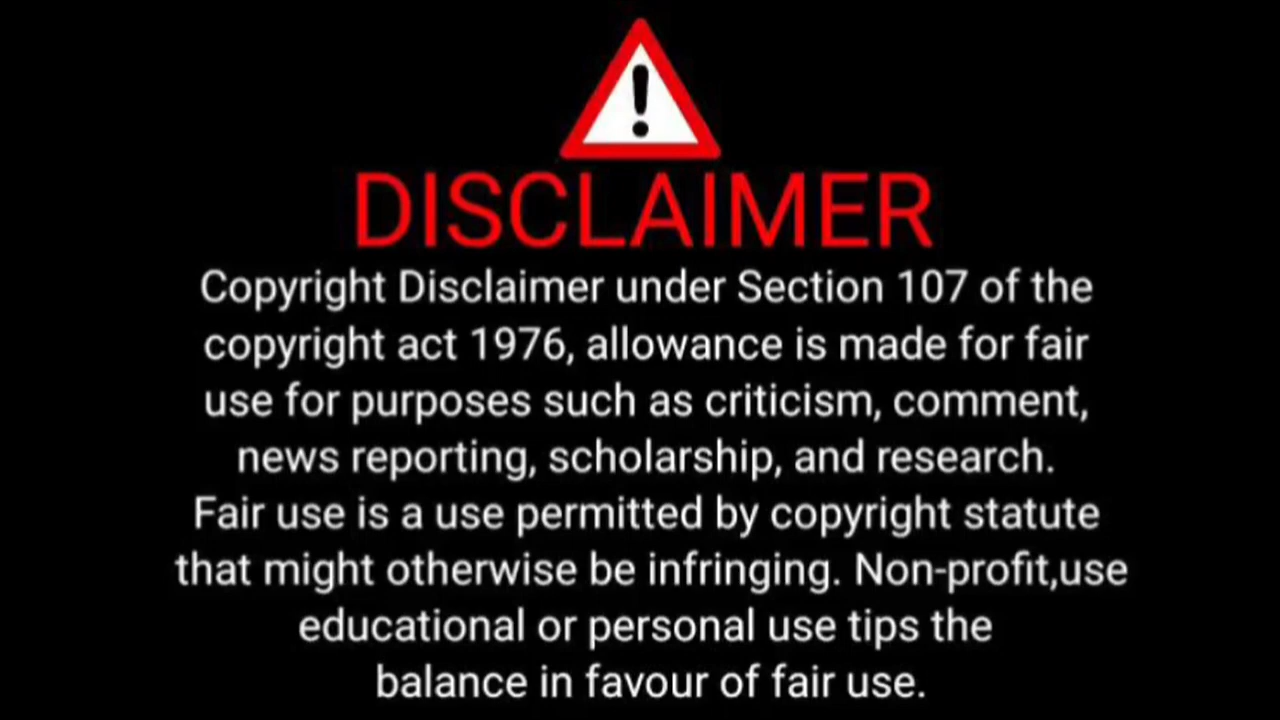 DISCLAIMER
Copyright Disclaimer under Section 107 of the
copyright act 1976, allowance is made for fair
use for purposes such as criticism, comment,
news reporting, scholarship, and research.
Fair use is a use permitted by copyright statute
that might otherwise be infringing. Non-profit,use
educational or personal use tips the
balance in favour of fair use.